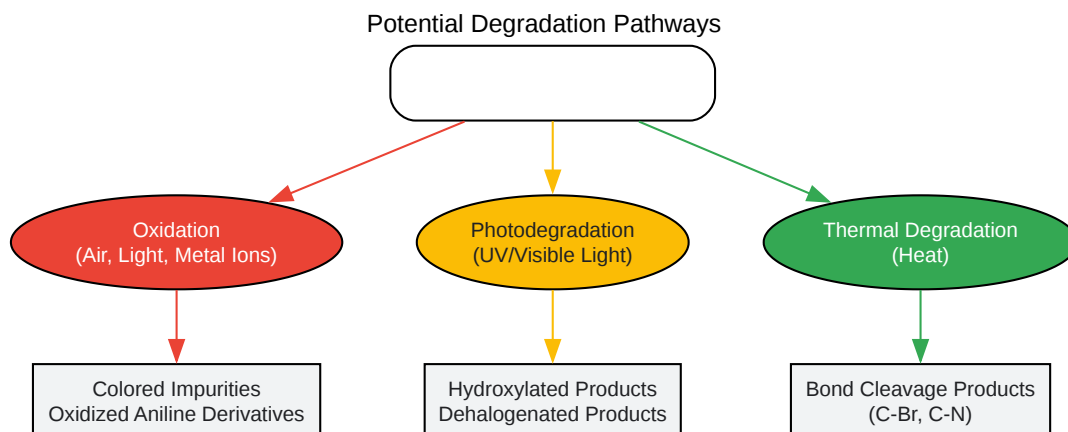 Potential Degradation Pathways
Oxidation
(Air, Light, Metal Ions)
Photodegradation
(UV/Visible Light)
Thermal Degradation
(Heat)
Colored Impurities
Oxidized Aniline Derivatives
Hydroxylated Products
Dehalogenated Products
Bond Cleavage Products
(C-Br, C-N)